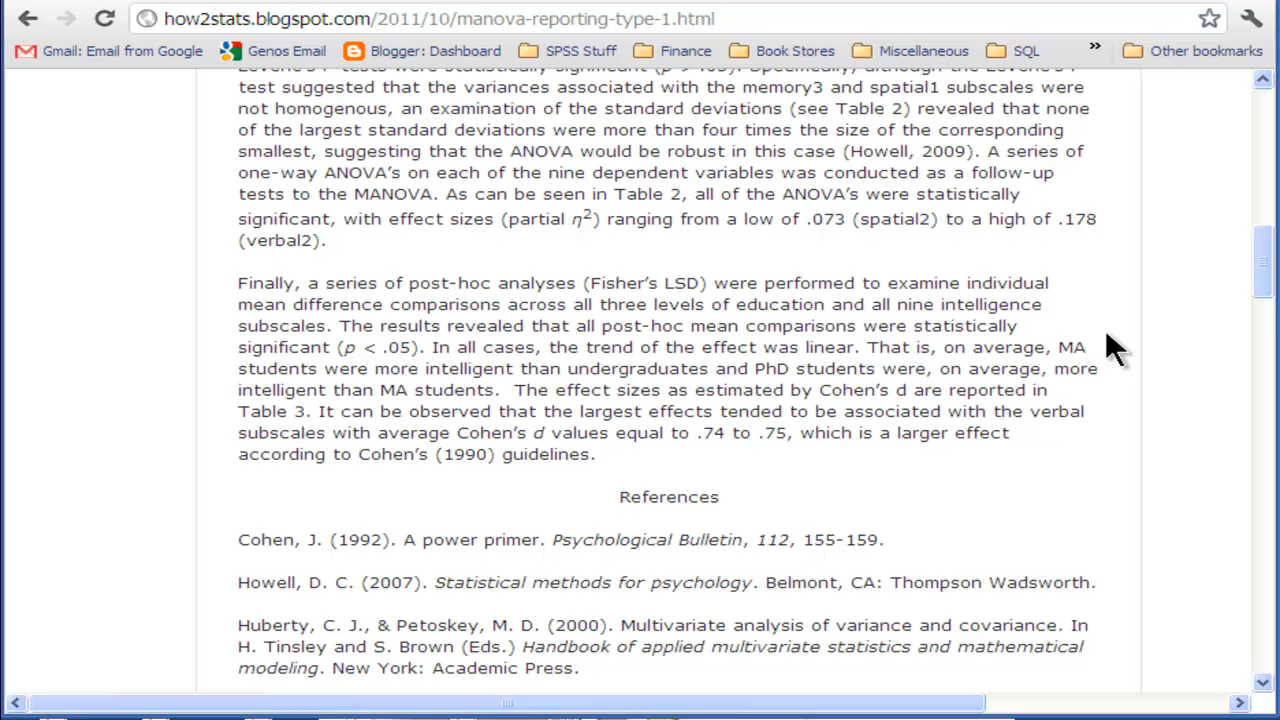 how2stats.blogspot.com/2011/10/manova-reporting-type-1.html
Gmail: Email from Google Genos Email Blogger: Dashboard SPSS Stuff Finance Book Stores Miscellaneous SQL » Other bookmarks
Levene's F tests were statistically significant (p > .05). Specifically, although the Levene's F
test suggested that the variances associated with the memory3 and spatial1 subscales were
not homogenous, an examination of the standard deviations (see Table 2) revealed that none
of the largest standard deviations were more than four times the size of the corresponding
smallest, suggesting that the ANOVA would be robust in this case (Howell, 2009). A series of
one-way ANOVA's on each of the nine dependent variables was conducted as a follow-up
tests to the MANOVA. As can be seen in Table 2, all of the ANOVA's were statistically
significant, with effect sizes (partial η²) ranging from a low of .073 (spatial2) to a high of .178
(verbal2).
Finally, a series of post-hoc analyses (Fisher's LSD) were performed to examine individual
mean difference comparisons across all three levels of education and all nine intelligence
subscales. The results revealed that all post-hoc mean comparisons were statistically
significant (p < .05). In all cases, the trend of the effect was linear. That is, on average, MA
students were more intelligent than undergraduates and PhD students were, on average, more
intelligent than MA students. The effect sizes as estimated by Cohen's d are reported in
Table 3. It can be observed that the largest effects tended to be associated with the verbal
subscales with average Cohen's d values equal to .74 to .75, which is a larger effect
according to Cohen's (1990) guidelines.
References
Cohen, J. (1992). A power primer. Psychological Bulletin, 112, 155-159.
Howell, D. C. (2007). Statistical methods for psychology. Belmont, CA: Thompson Wadsworth.
Huberty, C. J., & Petoskey, M. D. (2000). Multivariate analysis of variance and covariance. In
H. Tinsley and S. Brown (Eds.) Handbook of applied multivariate statistics and mathematical
modeling. New York: Academic Press.